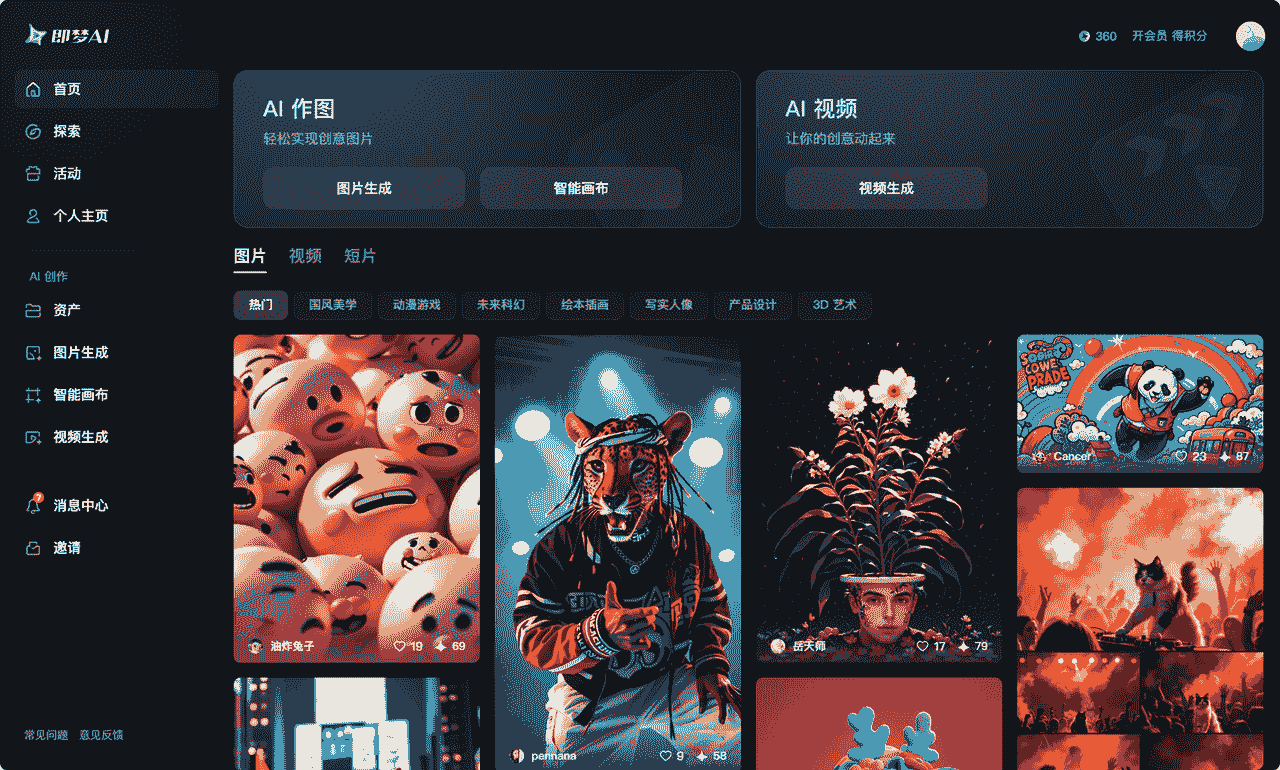 即梦AI
360 开会员 得积分
首页
探索
活动
个人主页
AI 创作
资产
图片生成
智能画布
视频生成
7
消息中心
邀请
常见问题 意见反馈
AI 作图
轻松实现创意图片
图片生成 智能画布
AI 视频
让你的创意动起来
视频生成
图片 视频 短片
热门 国风美学 动漫游戏 未来科幻 绘本插画 写实人像 产品设计 3D 艺术
油炸兔子 19 69
pennana 9 58
岳天师 17 79
COWE
PRADE
Cancer 23 87